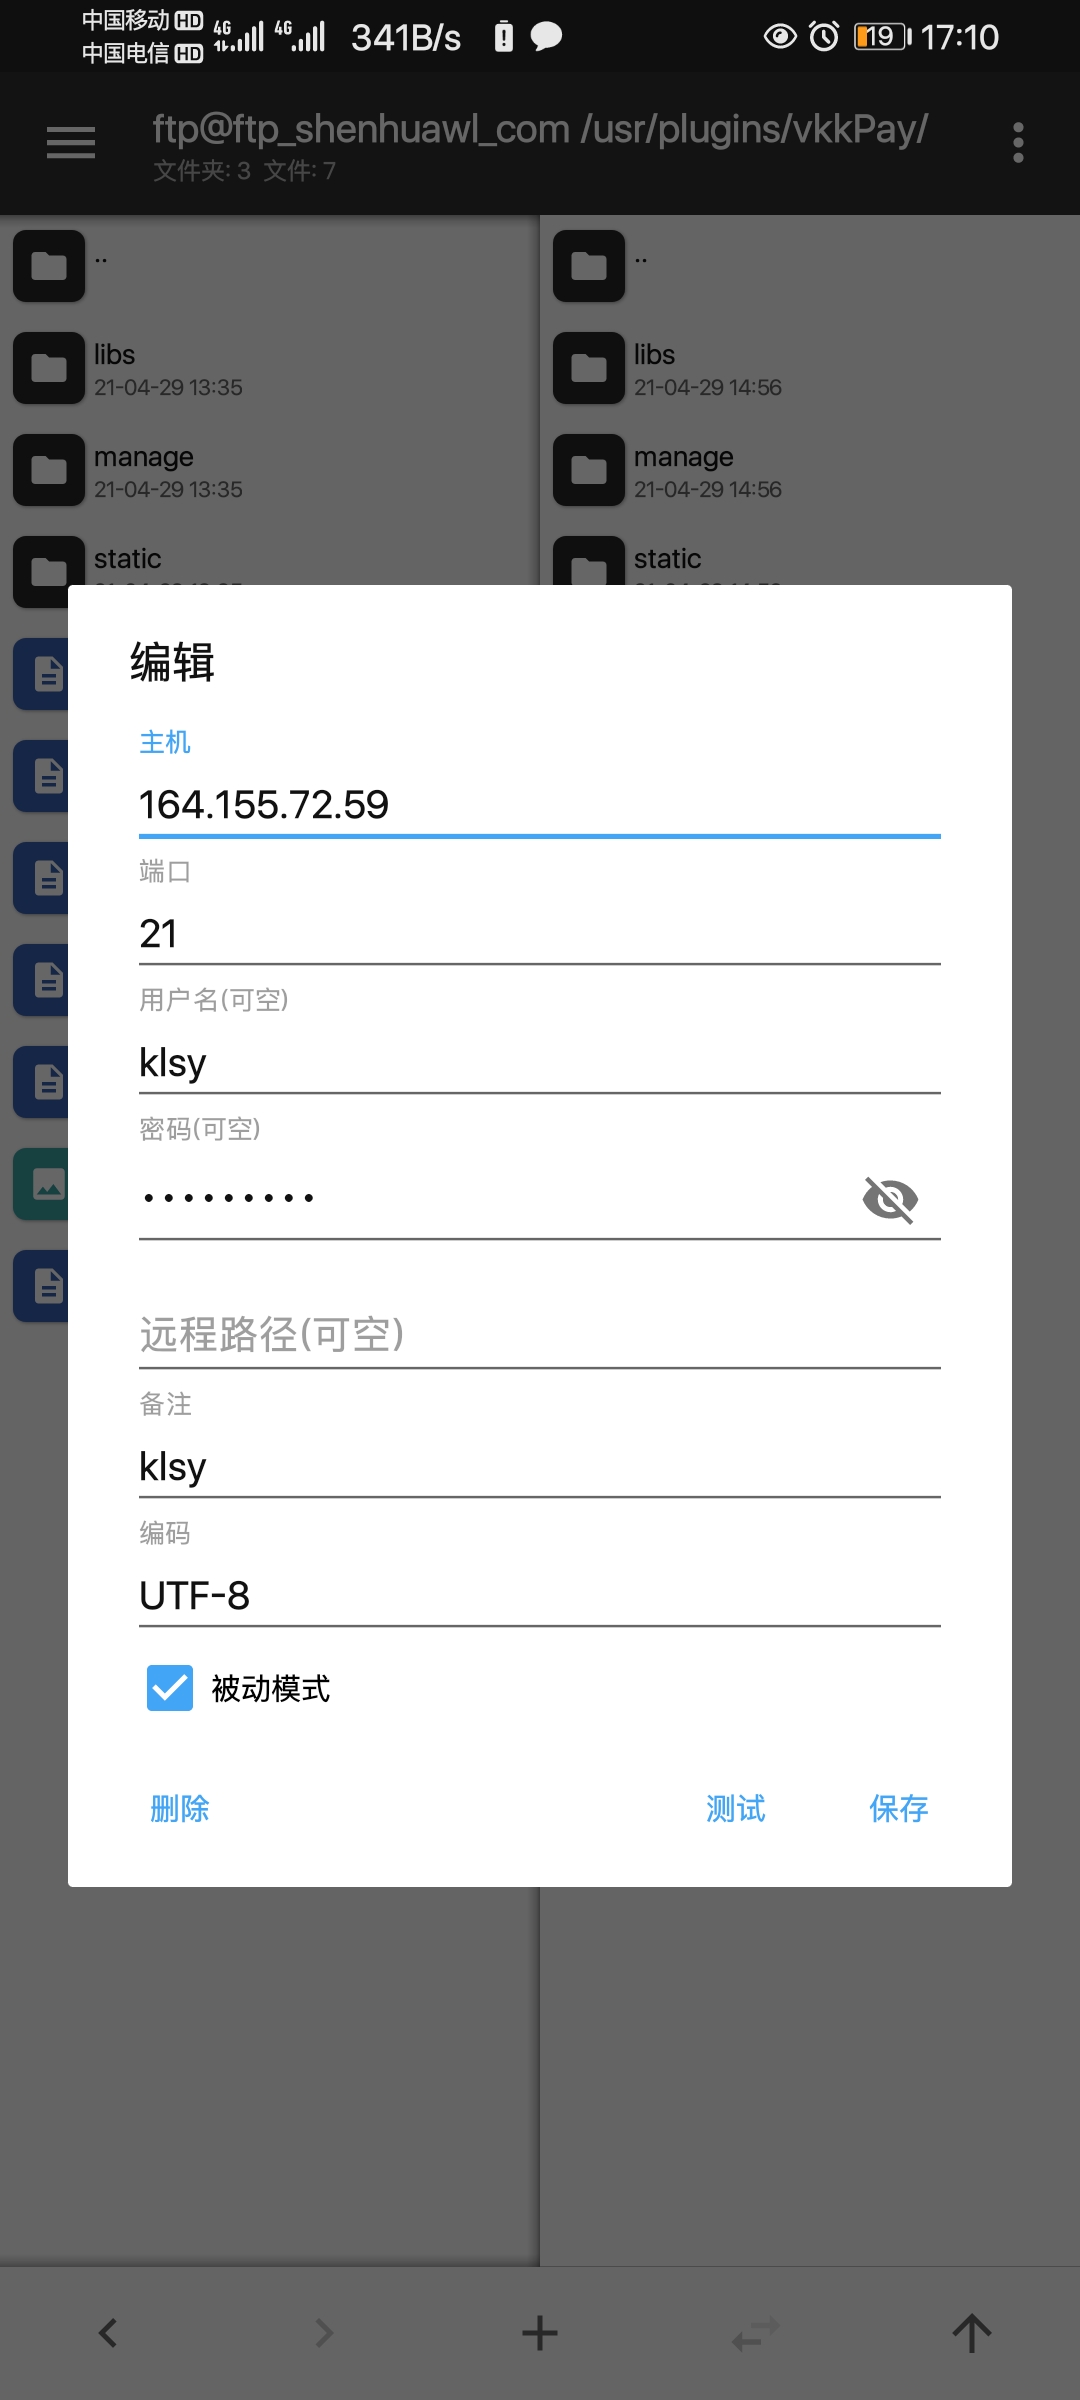 中国移动 HD 4G 4G 341B/s 19 17:10
中国电信 HD
ftp@ftp_shenhuawl_com /usr/plugins/vkkPay/
文件夹: 3 文件: 7
.. ..
libs libs
21-04-29 13:35 21-04-29 14:56
manage manage
21-04-29 13:35 21-04-29 14:56
static static
编辑
主机
164.155.72.59
端口
21
用户名(可空)
klsy
密码(可空)
•••••••••
远程路径(可空)
备注
klsy
编码
UTF-8
被动模式
删除 测试 保存